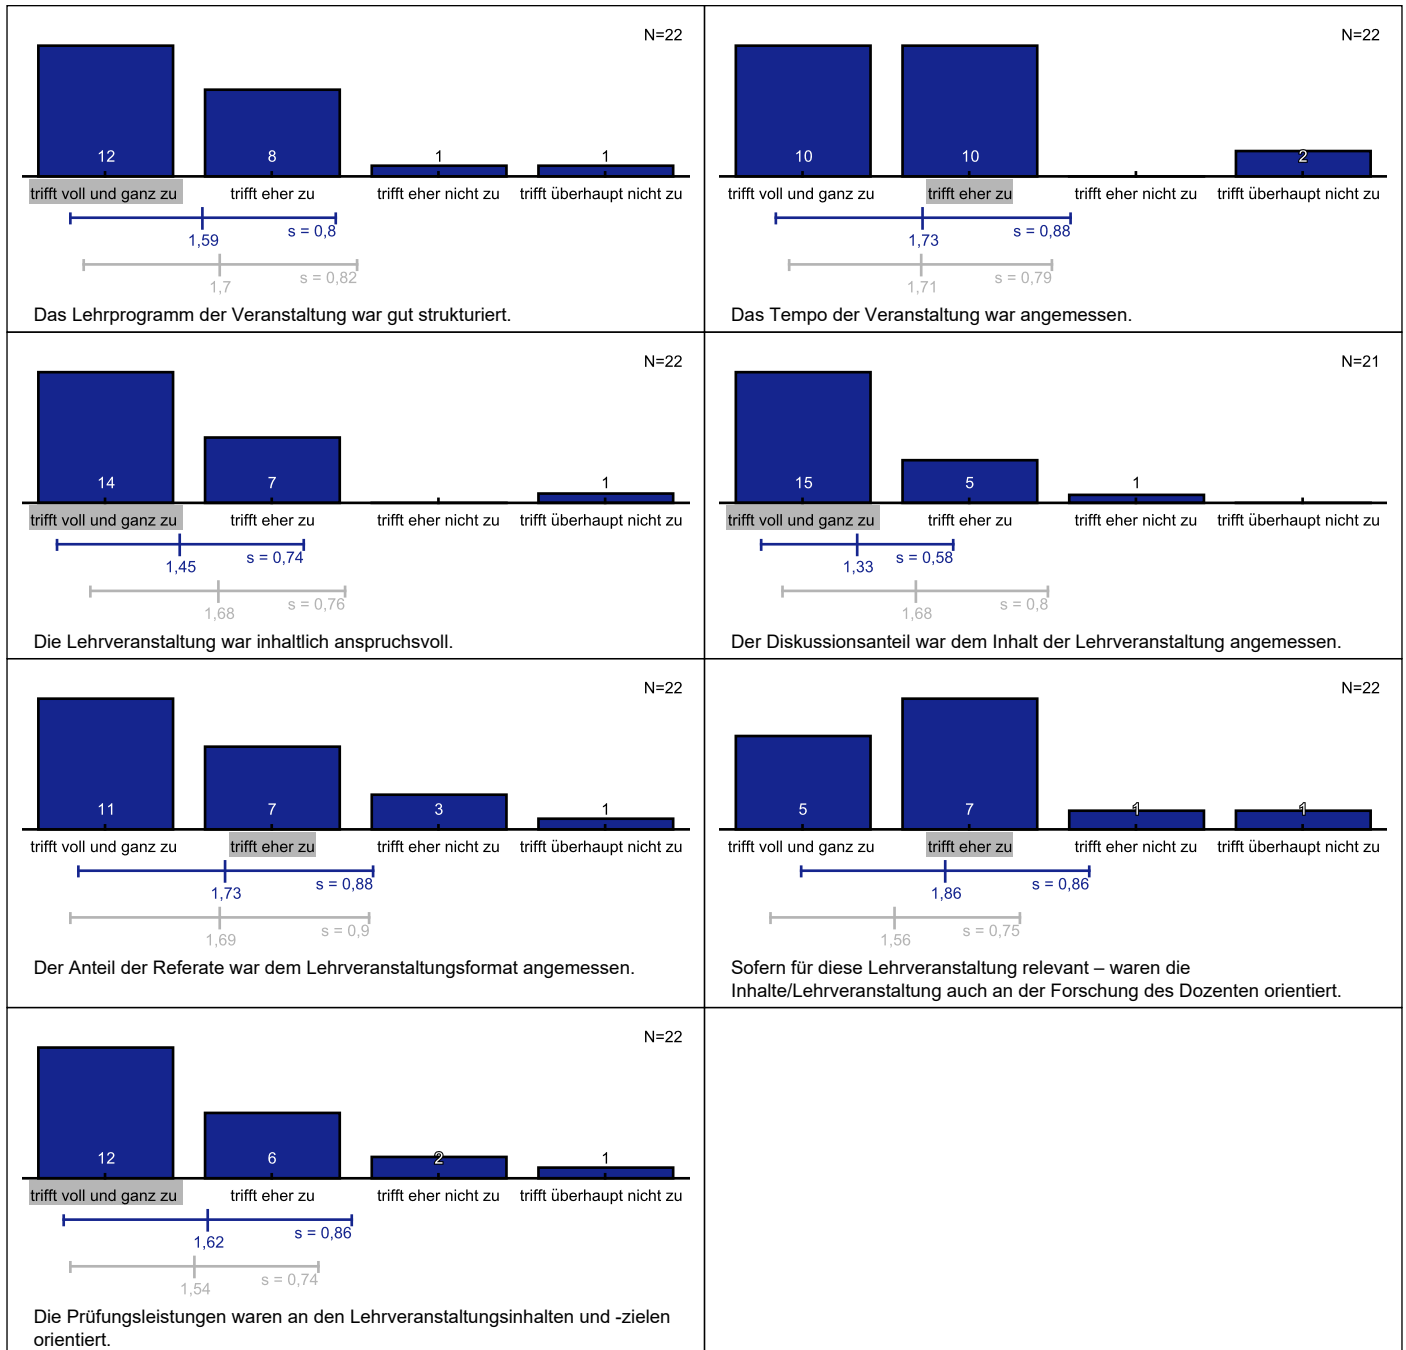 N=22
12
8
1
1
trifft voll und ganz zu
trifft eher zu
trifft eher nicht zu
trifft überhaupt nicht zu
s = 0,8
1,59
s = 0,82
1,7
Das Lehrprogramm der Veranstaltung war gut strukturiert.
N=22
10
10
2
trifft voll und ganz zu
trifft eher zu
trifft eher nicht zu
trifft überhaupt nicht zu
s = 0,88
1,73
s = 0,79
1,71
Das Tempo der Veranstaltung war angemessen.
N=22
14
7
1
trifft voll und ganz zu
trifft eher zu
trifft eher nicht zu
trifft überhaupt nicht zu
s = 0,74
1,45
s = 0,76
1,68
Die Lehrveranstaltung war inhaltlich anspruchsvoll.
N=21
15
5
1
trifft voll und ganz zu
trifft eher zu
trifft eher nicht zu
trifft überhaupt nicht zu
s = 0,58
1,33
s = 0,8
1,68
Der Diskussionsanteil war dem Inhalt der Lehrveranstaltung angemessen.
N=22
11
7
3
1
trifft voll und ganz zu
trifft eher zu
trifft eher nicht zu
trifft überhaupt nicht zu
s = 0,88
1,73
s = 0,9
1,69
Der Anteil der Referate war dem Lehrveranstaltungsformat angemessen.
N=22
5
7
1
1
trifft voll und ganz zu
trifft eher zu
trifft eher nicht zu
trifft überhaupt nicht zu
s = 0,86
1,86
s = 0,75
1,56
Sofern für diese Lehrveranstaltung relevant – waren die
Inhalte/Lehrveranstaltung auch an der Forschung des Dozenten orientiert.
N=22
12
6
2
1
trifft voll und ganz zu
trifft eher zu
trifft eher nicht zu
trifft überhaupt nicht zu
s = 0,86
1,62
s = 0,74
1,54
Die Prüfungsleistungen waren an den Lehrveranstaltungsinhalten und -zielen
orientiert.